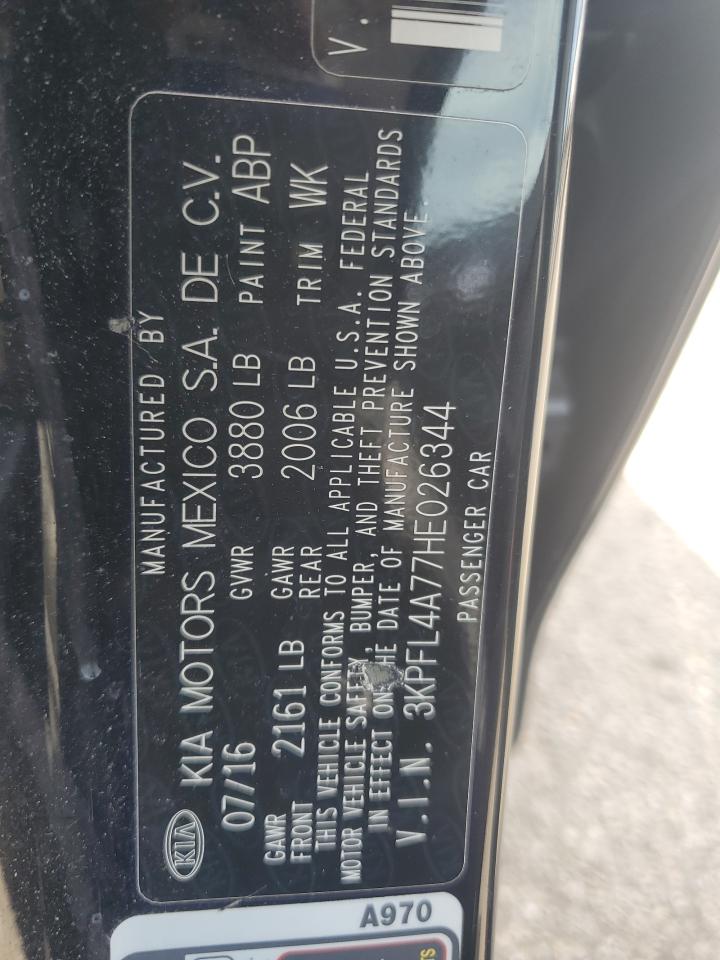 V.
MANUFACTURED BY
KIA KIA MOTORS MEXICO S.A. DE C.V.
07/16 GVWR 3880 LB PAINT ABP
GAWR FRONT 2161 LB GAWR REAR 2006 LB TRIM WK
THIS VEHICLE CONFORMS TO ALL APPLICABLE U.S.A. FEDERAL
MOTOR VEHICLE SAFETY, BUMPER, AND THEFT PREVENTION STANDARDS
IN EFFECT ON THE DATE OF MANUFACTURE SHOWN ABOVE.
V.I.N. 3KPFL4A77HE026344
PASSENGER CAR
A970